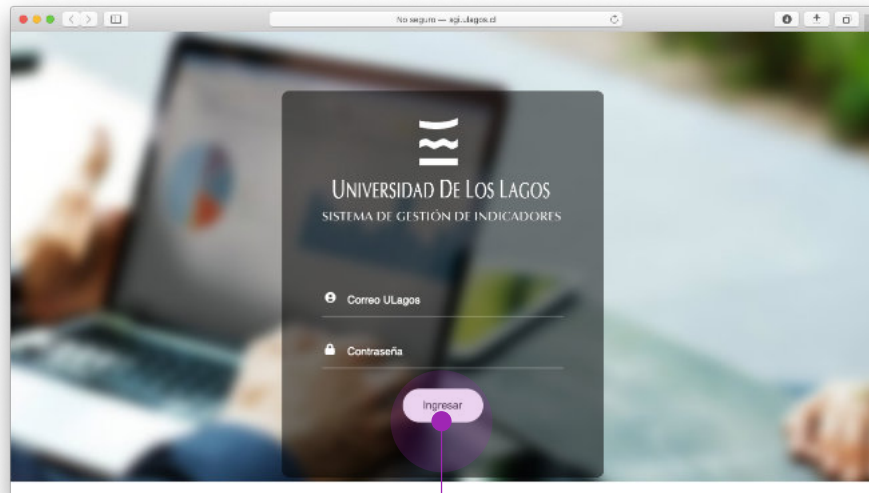 No seguro — sgi.ulagos.cl
UNIVERSIDAD DE LOS LAGOS
SISTEMA DE GESTIÓN DE INDICADORES
Correo ULagos
Contraseña
Ingresar